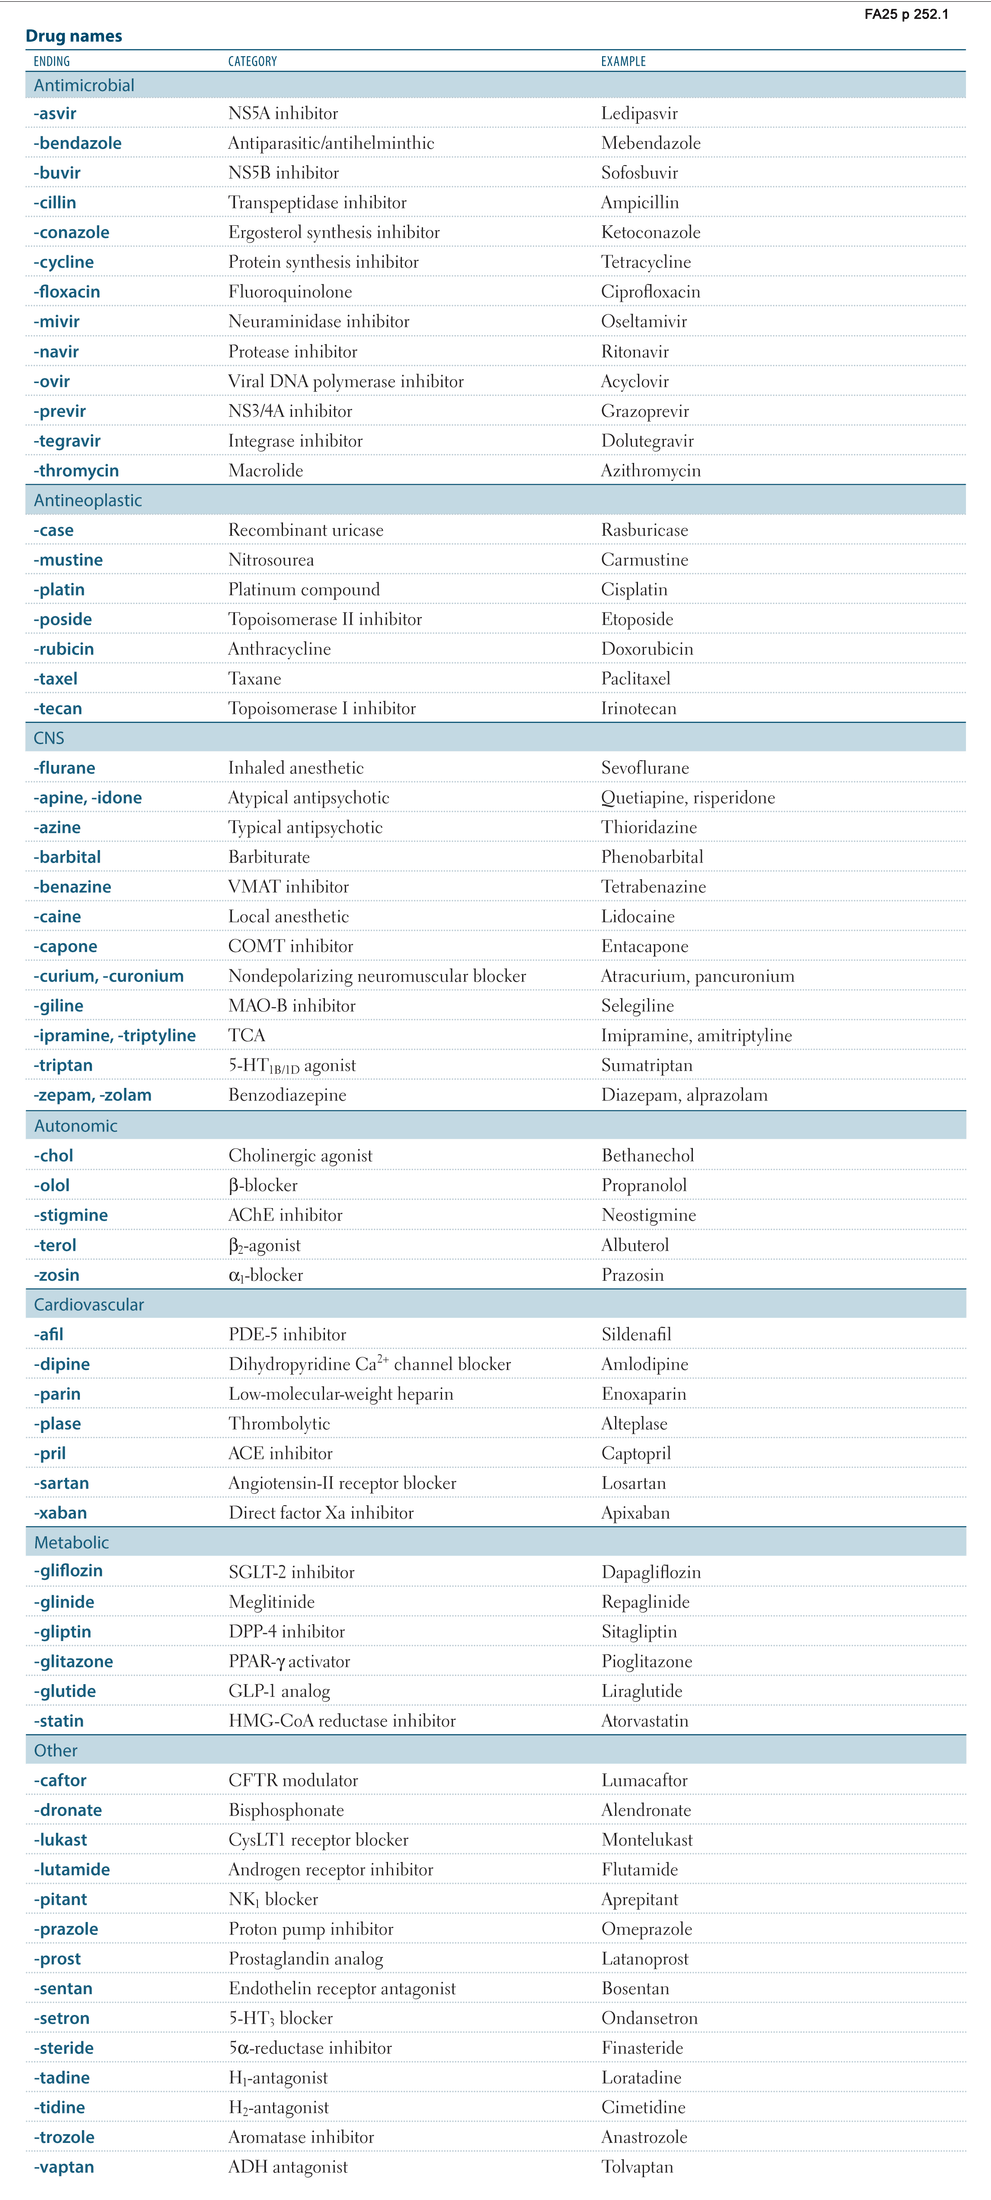 FA25 p 252.1
Drug names
ENDING CATEGORY EXAMPLE
Antimicrobial
-asvir NS5A inhibitor Ledipasvir
-bendazole Antiparasitic/antihelminthic Mebendazole
-buvir NS5B inhibitor Sofosbuvir
-cillin Transpeptidase inhibitor Ampicillin
-conazole Ergosterol synthesis inhibitor Ketoconazole
-cycline Protein synthesis inhibitor Tetracycline
-floxacin Fluoroquinolone Ciprofloxacin
-mivir Neuraminidase inhibitor Oseltamivir
-navir Protease inhibitor Ritonavir
-ovir Viral DNA polymerase inhibitor Acyclovir
-previr NS3/4A inhibitor Grazoprevir
-tegravir Integrase inhibitor Dolutegravir
-thromycin Macrolide Azithromycin
Antineoplastic
-case Recombinant uricase Rasburicase
-mustine Nitrosourea Carmustine
-platin Platinum compound Cisplatin
-poside Topoisomerase II inhibitor Etoposide
-rubicin Anthracycline Doxorubicin
-taxel Taxane Paclitaxel
-tecan Topoisomerase I inhibitor Irinotecan
CNS
-flurane Inhaled anesthetic Sevoflurane
-apine, -idone Atypical antipsychotic Quetiapine, risperidone
-azine Typical antipsychotic Thioridazine
-barbital Barbiturate Phenobarbital
-benazine VMAT inhibitor Tetrabenazine
-caine Local anesthetic Lidocaine
-capone COMT inhibitor Entacapone
-curium, -curonium Nondepolarizing neuromuscular blocker Atracurium, pancuronium
-giline MAO-B inhibitor Selegiline
-ipramine, -triptyline TCA Imipramine, amitriptyline
-triptan 5-HT1B/1D agonist Sumatriptan
-zepam, -zolam Benzodiazepine Diazepam, alprazolam
Autonomic
-chol Cholinergic agonist Bethanechol
-olol β-blocker Propranolol
-stigmine AChE inhibitor Neostigmine
-terol β2-agonist Albuterol
-zosin α1-blocker Prazosin
Cardiovascular
-afil PDE-5 inhibitor Sildenafil
-dipine Dihydropyridine Ca2+ channel blocker Amlodipine
-parin Low-molecular-weight heparin Enoxaparin
-plase Thrombolytic Alteplase
-pril ACE inhibitor Captopril
-sartan Angiotensin-II receptor blocker Losartan
-xaban Direct factor Xa inhibitor Apixaban
Metabolic
-gliflozin SGLT-2 inhibitor Dapagliflozin
-glinide Meglitinide Repaglinide
-gliptin DPP-4 inhibitor Sitagliptin
-glitazone PPAR-γ activator Pioglitazone
-glutide GLP-1 analog Liraglutide
-statin HMG-CoA reductase inhibitor Atorvastatin
Other
-caftor CFTR modulator Lumacaftor
-dronate Bisphosphonate Alendronate
-lukast CysLT1 receptor blocker Montelukast
-lutamide Androgen receptor inhibitor Flutamide
-pitant NK1 blocker Aprepitant
-prazole Proton pump inhibitor Omeprazole
-prost Prostaglandin analog Latanoprost
-sentan Endothelin receptor antagonist Bosentan
-setron 5-HT3 blocker Ondansetron
-steride 5α-reductase inhibitor Finasteride
-tadine H1-antagonist Loratadine
-tidine H2-antagonist Cimetidine
-trozole Aromatase inhibitor Anastrozole
-vaptan ADH antagonist Tolvaptan